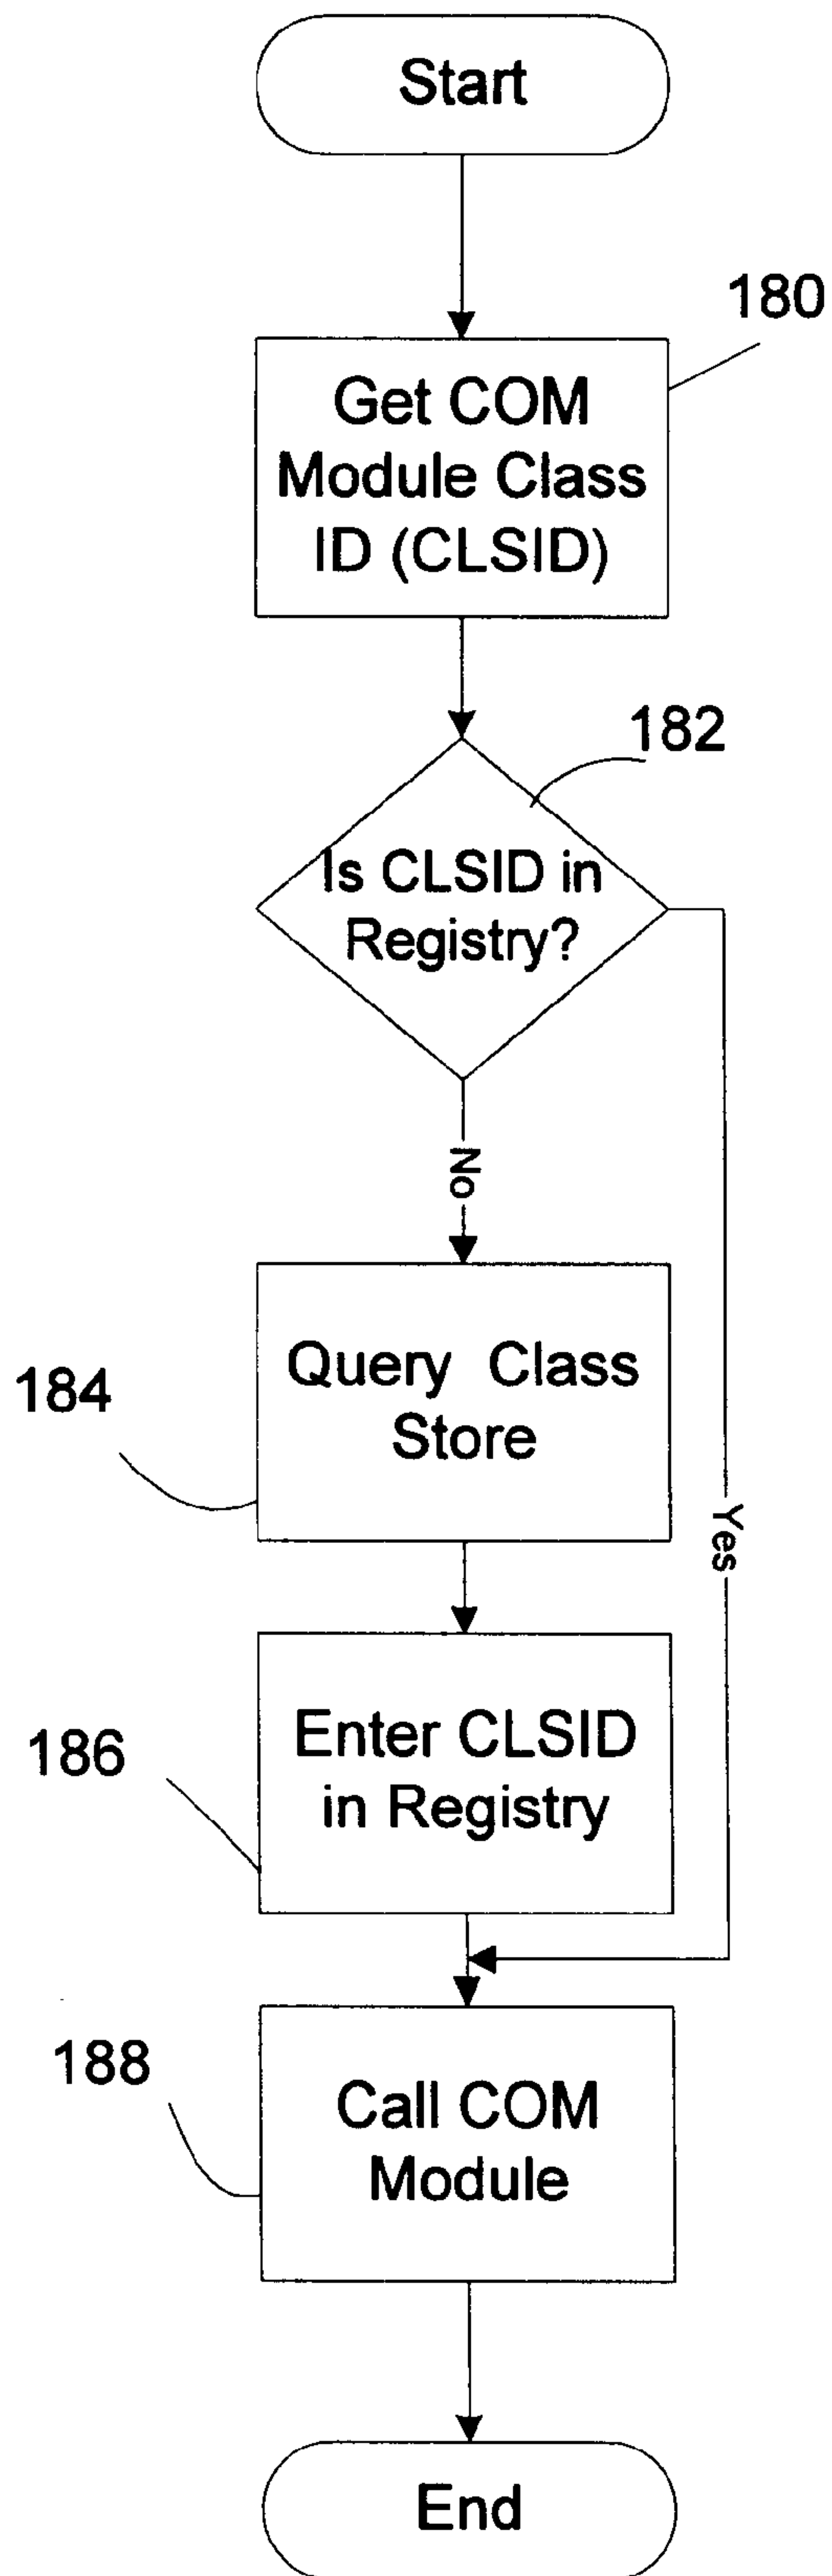 Start
180
Get COM
Module Class
ID (CLSID)
182
Is CLSID in
Registry?
No
184
Query Class
Store
Yes
186
Enter CLSID
in Registry
188
Call COM
Module
End